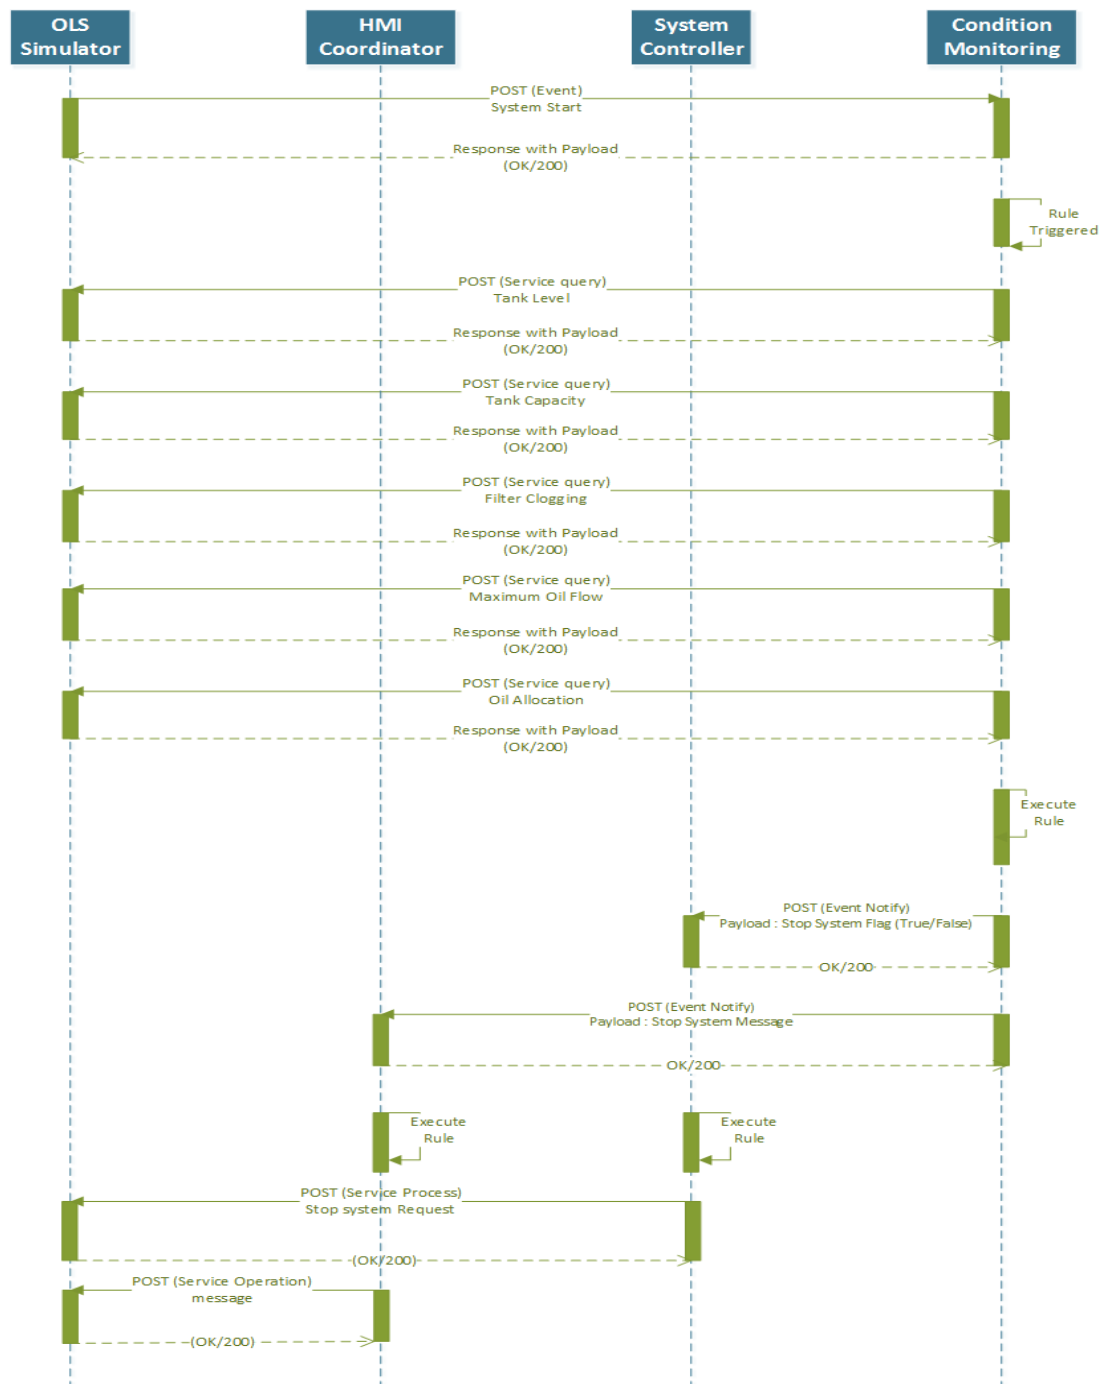 OLS
Simulator
HMI
Coordinator
System
Controller
Condition
Monitoring
POST (Event)
System Start
Response with Payload
(OK/200)
Rule
Triggered
POST (Service query)
Tank Level
Response with Payload
(OK/200)
POST (Service query)
Tank Capacity
Response with Payload
(OK/200)
POST (Service query)
Filter Clogging
Response with Payload
(OK/200)
POST (Service query)
Maximum Oil Flow
Response with Payload
(OK/200)
POST (Service query)
Oil Allocation
Response with Payload
(OK/200)
Execute
Rule
POST (Event Notify)
Payload : Stop System Flag (True/False)
OK/200
POST (Event Notify)
Payload : Stop System Message
OK/200
Execute
Rule
Execute
Rule
POST (Service Process)
Stop system Request
(OK/200)
POST (Service Operation)
message
(OK/200)